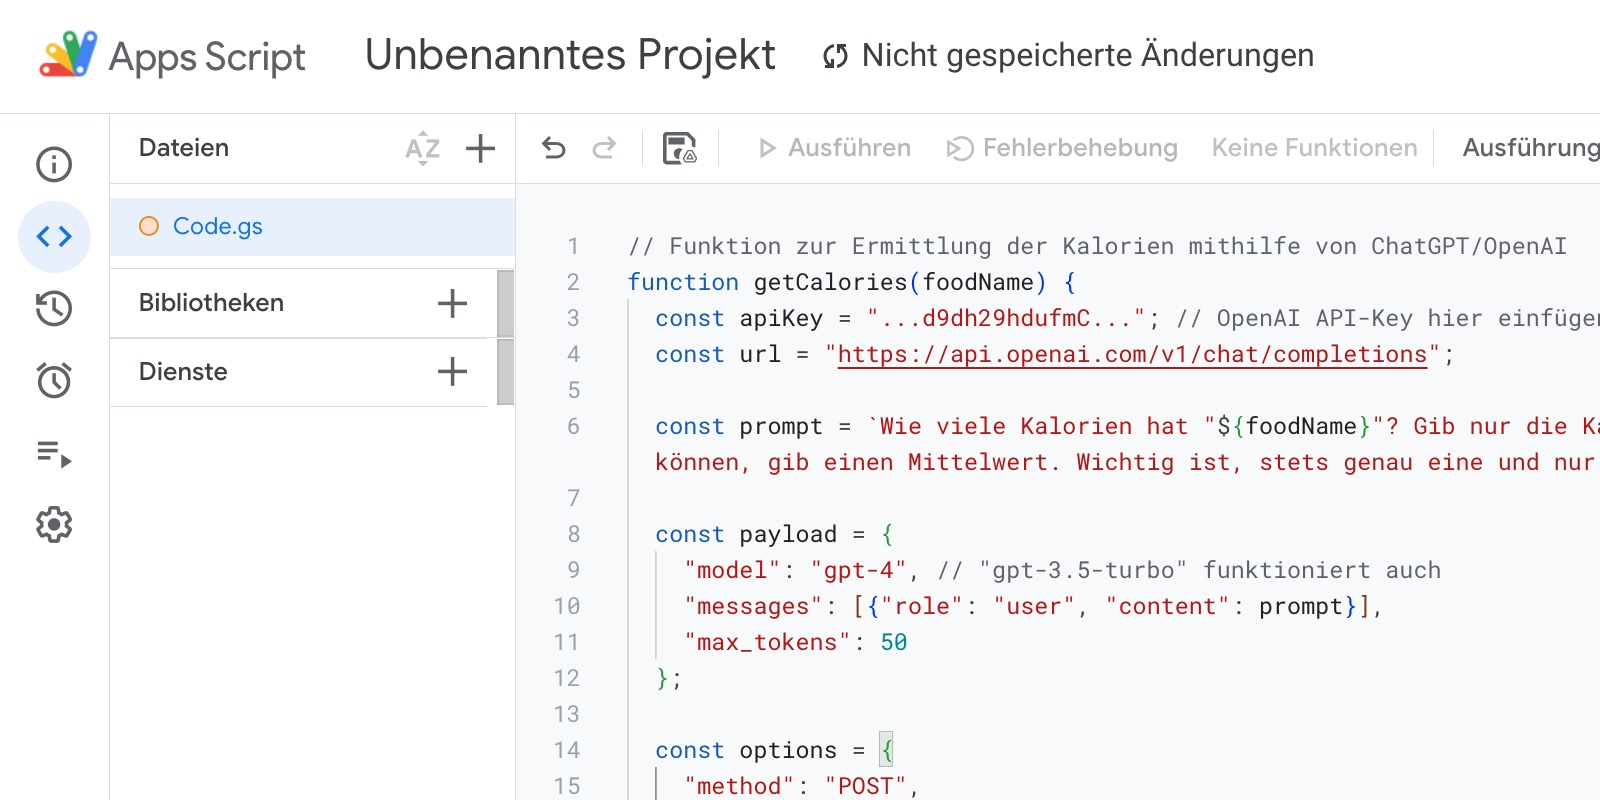 Apps Script Unbenanntes Projekt Nicht gespeicherte Änderungen
Dateien AZ Ausführen Fehlerbehebung Keine Funktionen Ausführung
Code.gs
Bibliotheken
Dienste
1 // Funktion zur Ermittlung der Kalorien mithilfe von ChatGPT/OpenAI
2 function getCalories(foodName) {
3 const apiKey = "...d9dh29hdufmC..."; // OpenAI API-Key hier einfügen
4 const url = "https://api.openai.com/v1/chat/completions";
5
6 const prompt = `Wie viele Kalorien hat "${foodName}"? Gib nur die Ka
können, gib einen Mittelwert. Wichtig ist, stets genau eine und nur
7
8 const payload = {
9 "model": "gpt-4", // "gpt-3.5-turbo" funktioniert auch
10 "messages": [{"role": "user", "content": prompt}],
11 "max_tokens": 50
12 };
13
14 const options = {
15 "method": "POST",